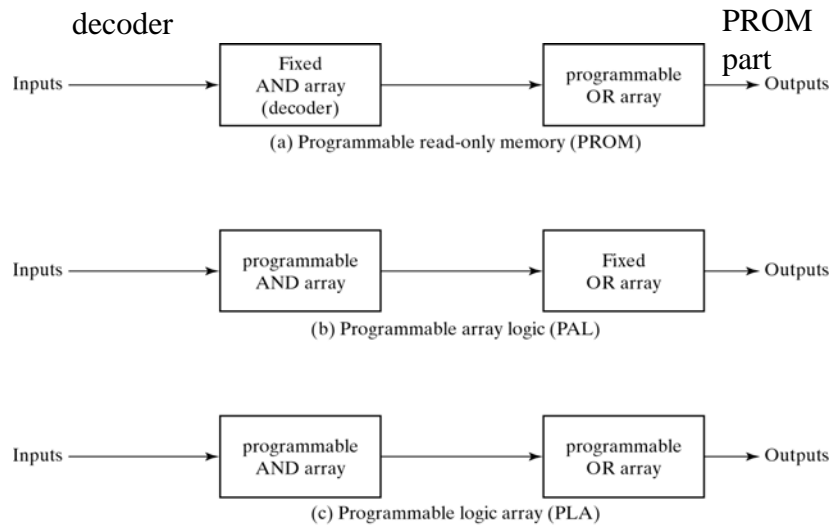 decoder
PROM
part
Inputs
Fixed
AND array
(decoder)
programmable
OR array
Outputs
(a) Programmable read-only memory (PROM)
Inputs
programmable
AND array
Fixed
OR array
Outputs
(b) Programmable array logic (PAL)
Inputs
programmable
AND array
programmable
OR array
Outputs
(c) Programmable logic array (PLA)